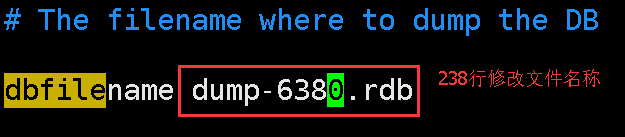 # The filename where to dump the DB
dbfilename dump-6380.rdb 238行修改文件名称